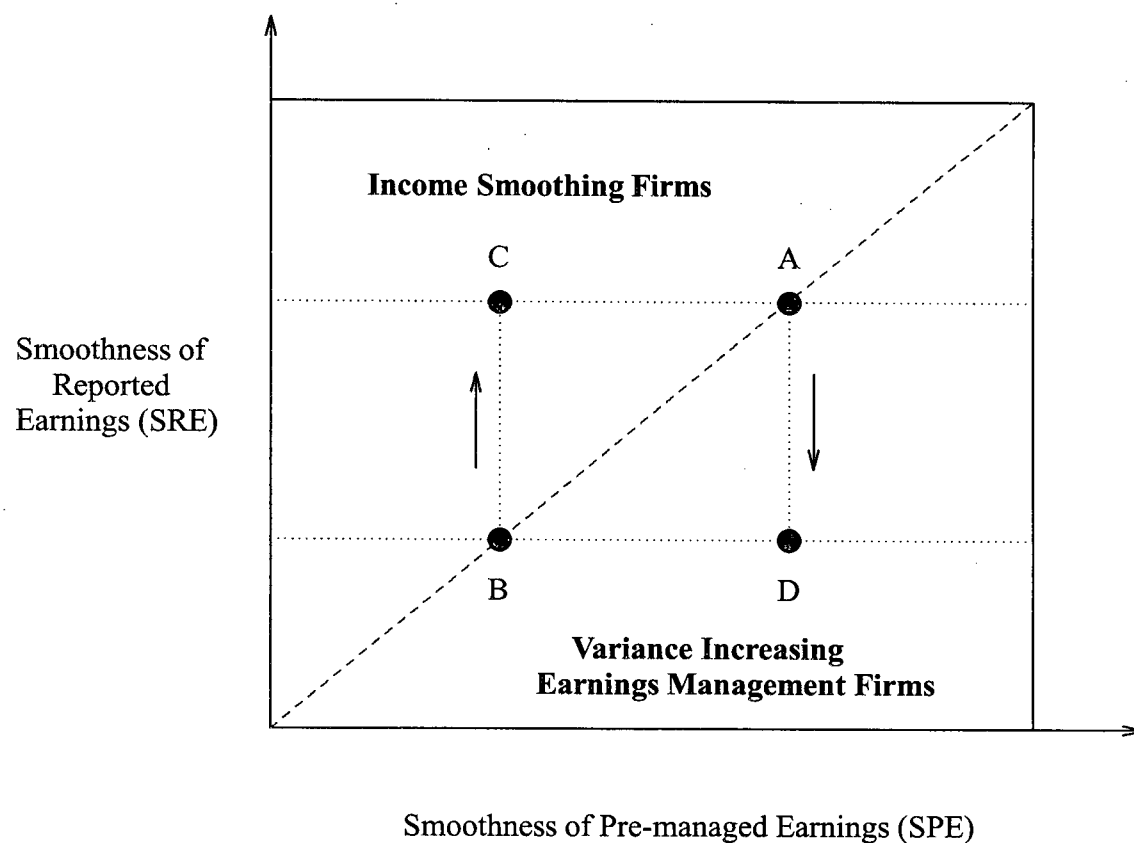 Income Smoothing Firms
C
A
Smoothness of
Reported
Earnings (SRE)
B
D
Variance Increasing
Earnings Management Firms
Smoothness of Pre-managed Earnings (SPE)